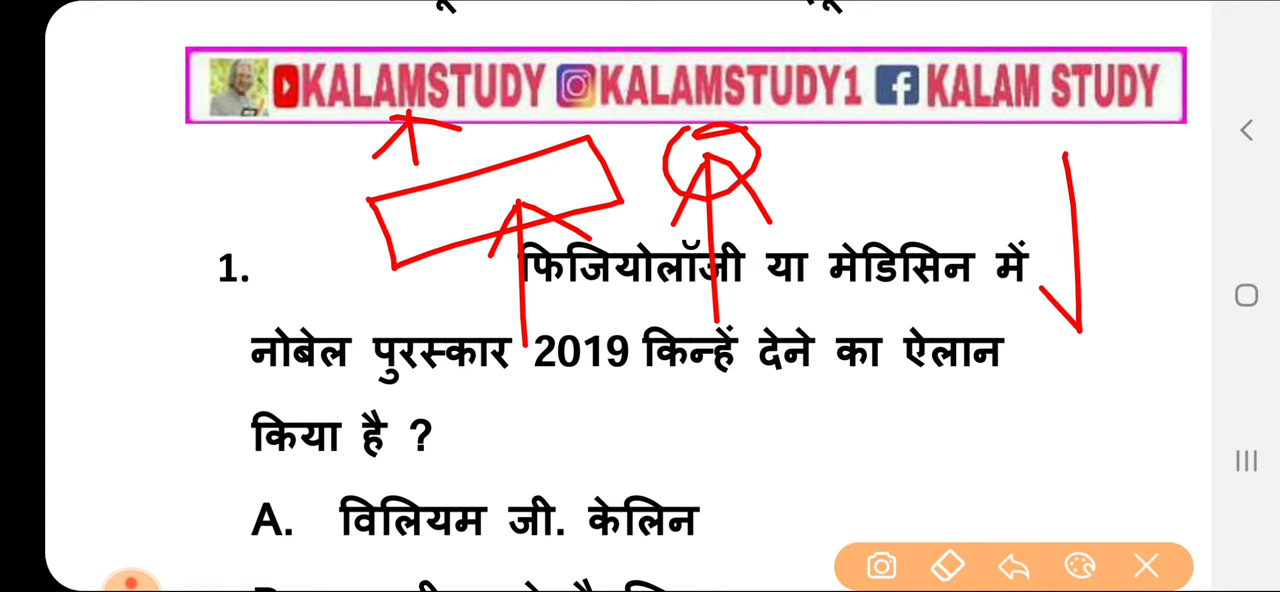 KALAMSTUDY KALAMSTUDY1 KALAM STUDY
1. फिजियोलॉजी या मेडिसिन में
नोबेल पुरस्कार 2019 किन्हें देने का ऐलान
किया है ?
A. विलियम जी. केलिन